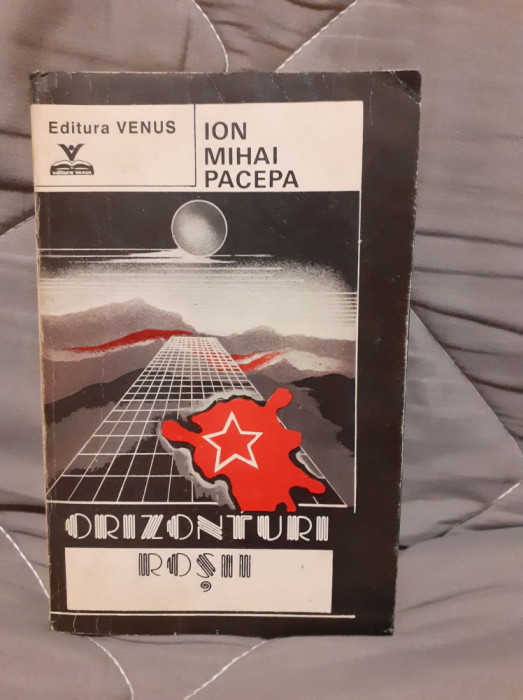 Editura VENUS
editura venus
ION
MIHAI
PACEPA
ORIZONTURI
ROȘII